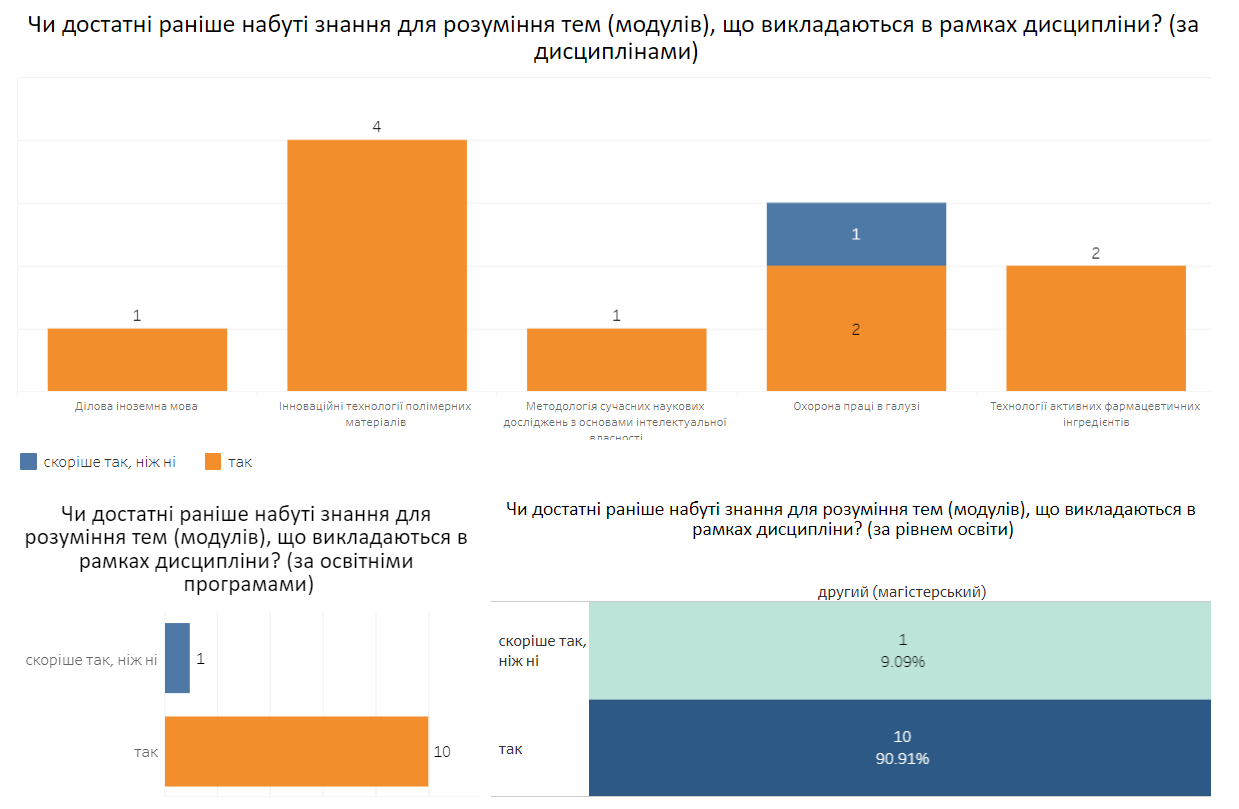 Чи достатні раніше набуті знання для розуміння тем (модулів), що викладаються в рамках дисципліни? (за
дисциплінами)
4
1
1
1
2
2
Ділова іноземна мова
Інноваційні технології полімерних
матеріалів
Методологія сучасних наукових
досліджень з основами інтелектуальної
власності
Охорона праці в галузі
Технології активних фармацевтичних
інгредієнтів
скоріше так, ніж ні
так
Чи достатні раніше набуті знання для
розуміння тем (модулів), що викладаються в
рамках дисципліни? (за освітніми
програмами)
скоріше так, ніж ні
1
так
10
Чи достатні раніше набуті знання для розуміння тем (модулів), що викладаються в
рамках дисципліни? (за рівнем освіти)
другий (магістерський)
скоріше так,
ніж ні
1
9.09%
так
10
90.91%